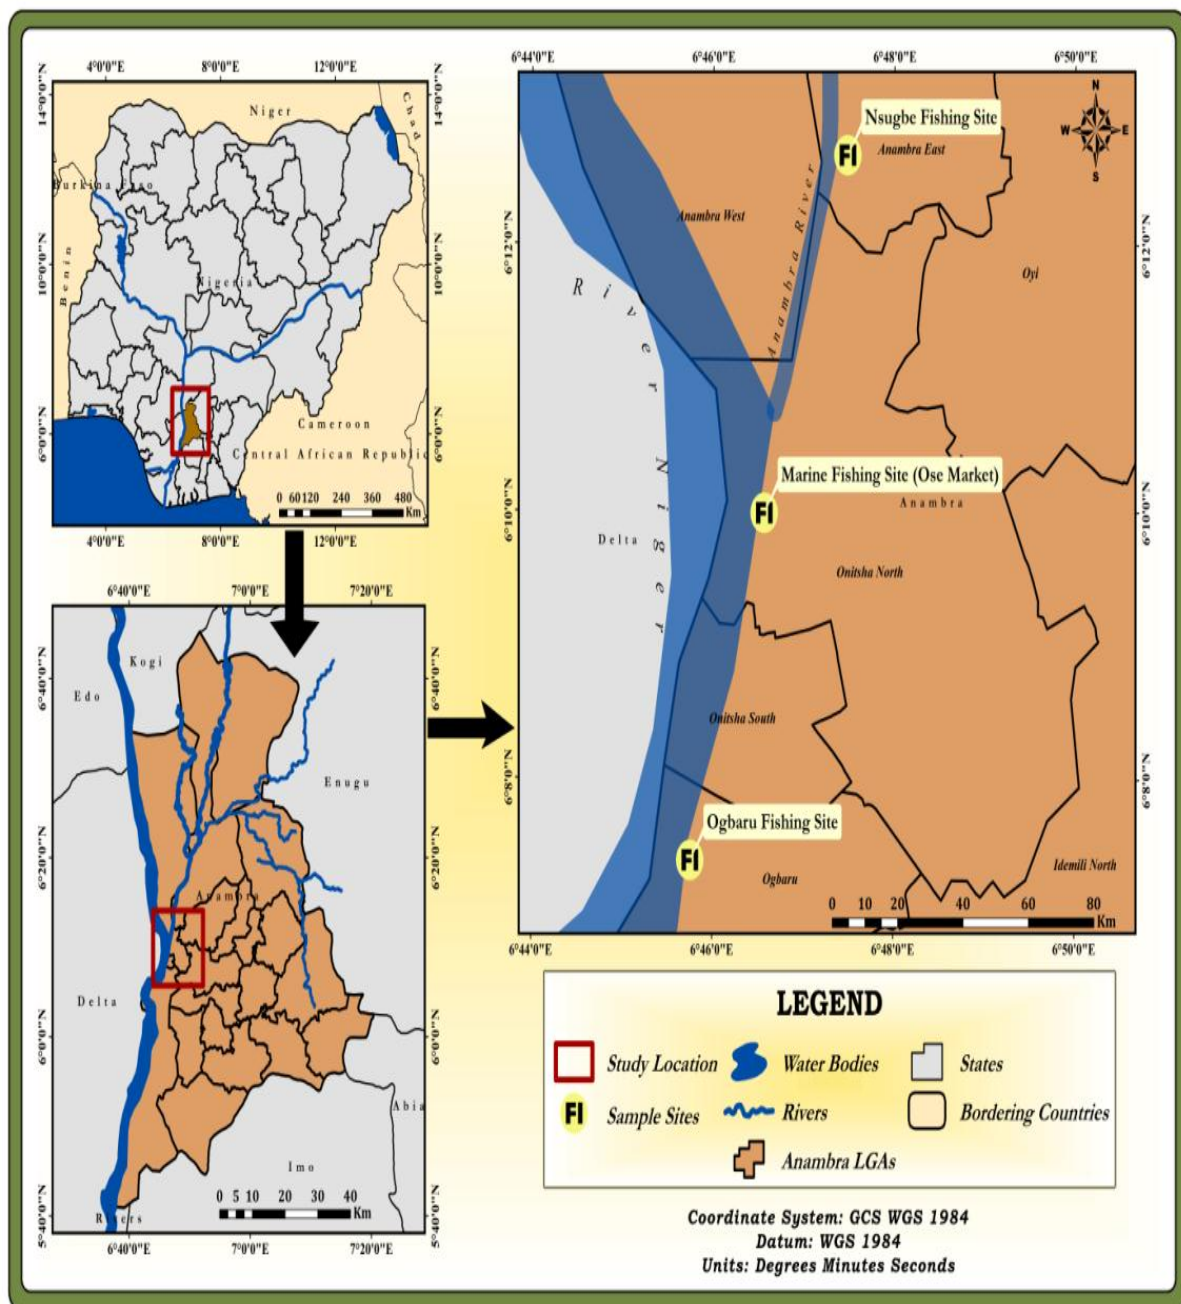 4°0'0"E 8°0'0"E 12°0'0"E
14°0'0"N
14°0'0"N
Niger
Chad
Burkina Faso
Benin
10°0'0"N
10°0'0"N
Nigeria
Cameroon
6°0'0"N
6°0'0"N
Central African Republic
0 60 120 240 360 480
Km
4°0'0"E 8°0'0"E 12°0'0"E
6°40'0"E 7°0'0"E 7°20'0"E
Kogi
6°40'0"N
6°40'0"N
Edo
Enugu
6°20'0"N
6°20'0"N
Anambra
Delta
6°0'0"N
6°0'0"N
Abia
Imo
0 5 10 20 30 40
Km
Rivers
5°40'0"N
5°40'0"N
6°40'0"E 7°0'0"E 7°20'0"E
6°44'0"E 6°46'0"E 6°48'0"E 6°50'0"E
N
W E
S
Nsugbe Fishing Site
FI
Anambra East
Anambra West
Anambra River
6°12'0"N
6°12'0"N
Oyi
River Niger
Marine Fishing Site (Ose Market)
FI
Anambra
6°10'0"N
6°10'0"N
Delta
Onitsha North
Onitsha South
6°8'0"N
6°8'0"N
Ogbaru Fishing Site
FI
Ogbaru
Idemili North
0 10 20 40 60 80
Km
6°44'0"E 6°46'0"E 6°48'0"E 6°50'0"E
LEGEND
Study Location
Water Bodies
States
FI
Sample Sites
Rivers
Bordering Countries
Anambra LGAs
Coordinate System: GCS WGS 1984
Datum: WGS 1984
Units: Degrees Minutes Seconds